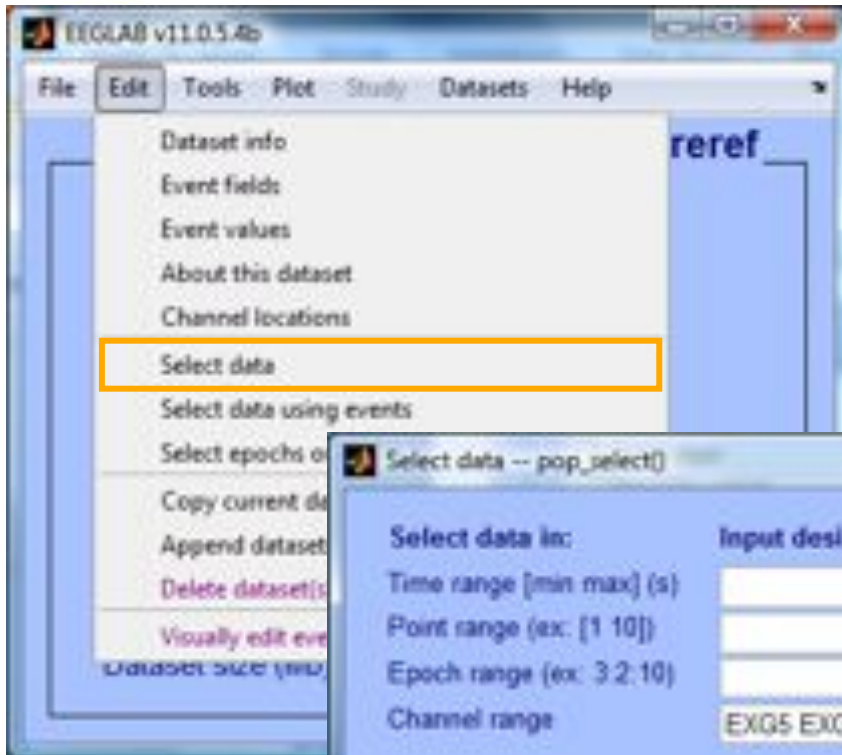 EEGLAB v11.0.5.4b
File Edit Tools Plot Study Datasets Help
reref
Dataset info
Event fields
Event values
About this dataset
Channel locations
Select data
Select data using events
Select epochs o
Copy current da
Append dataset
Delete dataset(s
Visually edit eve
Dataset size (Mb)
Select data -- pop_select()
Select data in: Input desi
Time range [min max] (s)
Point range (ex: [1 10])
Epoch range (ex: 3:2:10)
Channel range EXG5 EXG